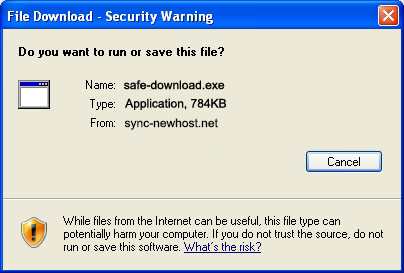 File Download - Security Warning
Do you want to run or save this file?
Name: safe-download.exe
Type: Application, 784KB
From: sync-newhost.net
Cancel
While files from the Internet can be useful, this file type can
potentially harm your computer. If you do not trust the source, do not
run or save this software. What's the risk?